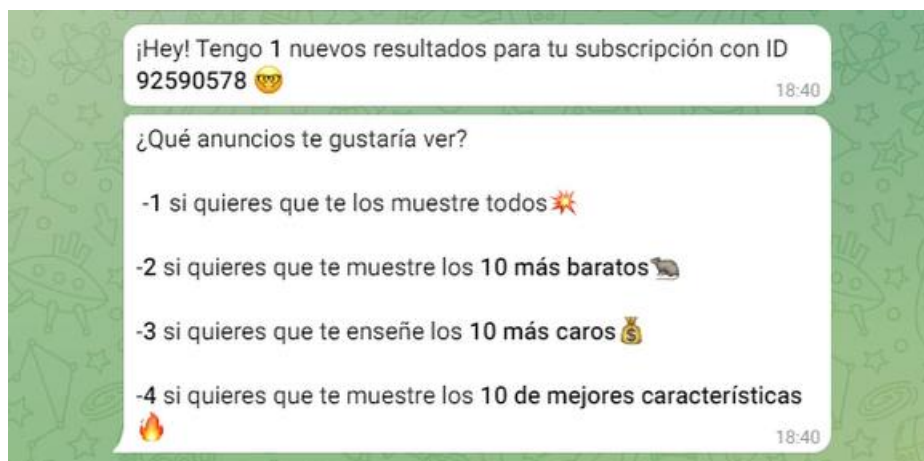 ¡Hey! Tengo 1 nuevos resultados para tu subscripción con ID
92590578 🤓
18:40
¿Qué anuncios te gustaría ver?
-1 si quieres que te los muestre todos💥
-2 si quieres que te muestre los 10 más baratos🐀
-3 si quieres que te enseñe los 10 más caros💰
-4 si quieres que te muestre los 10 de mejores característísticas
🔥
18:40